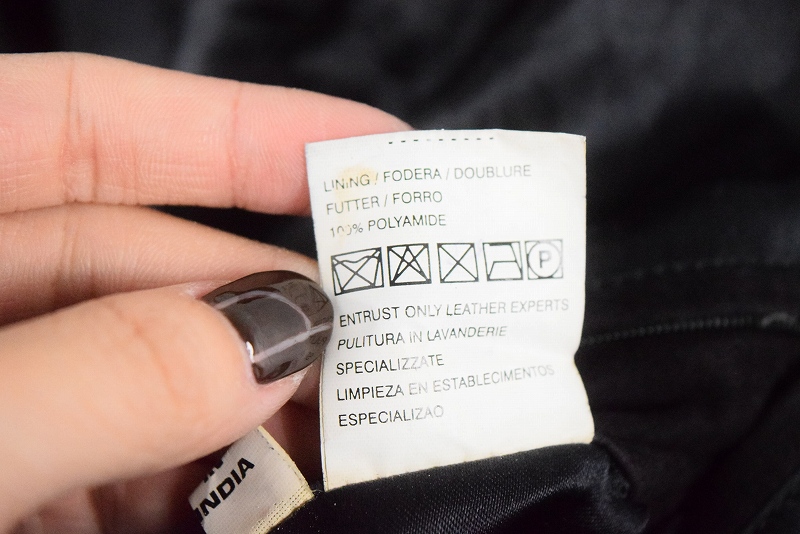 LINING / FODERA / DOUBLURE
FUTTER / FORRO
100% POLYAMIDE
P
ENTRUST ONLY LEATHER EXPERTS
PULITURA IN LAVANDERIE
SPECIALIZZATE
LIMPIEZA EN ESTABLECIMENTOS
ESPECIALIZAO
INDIA